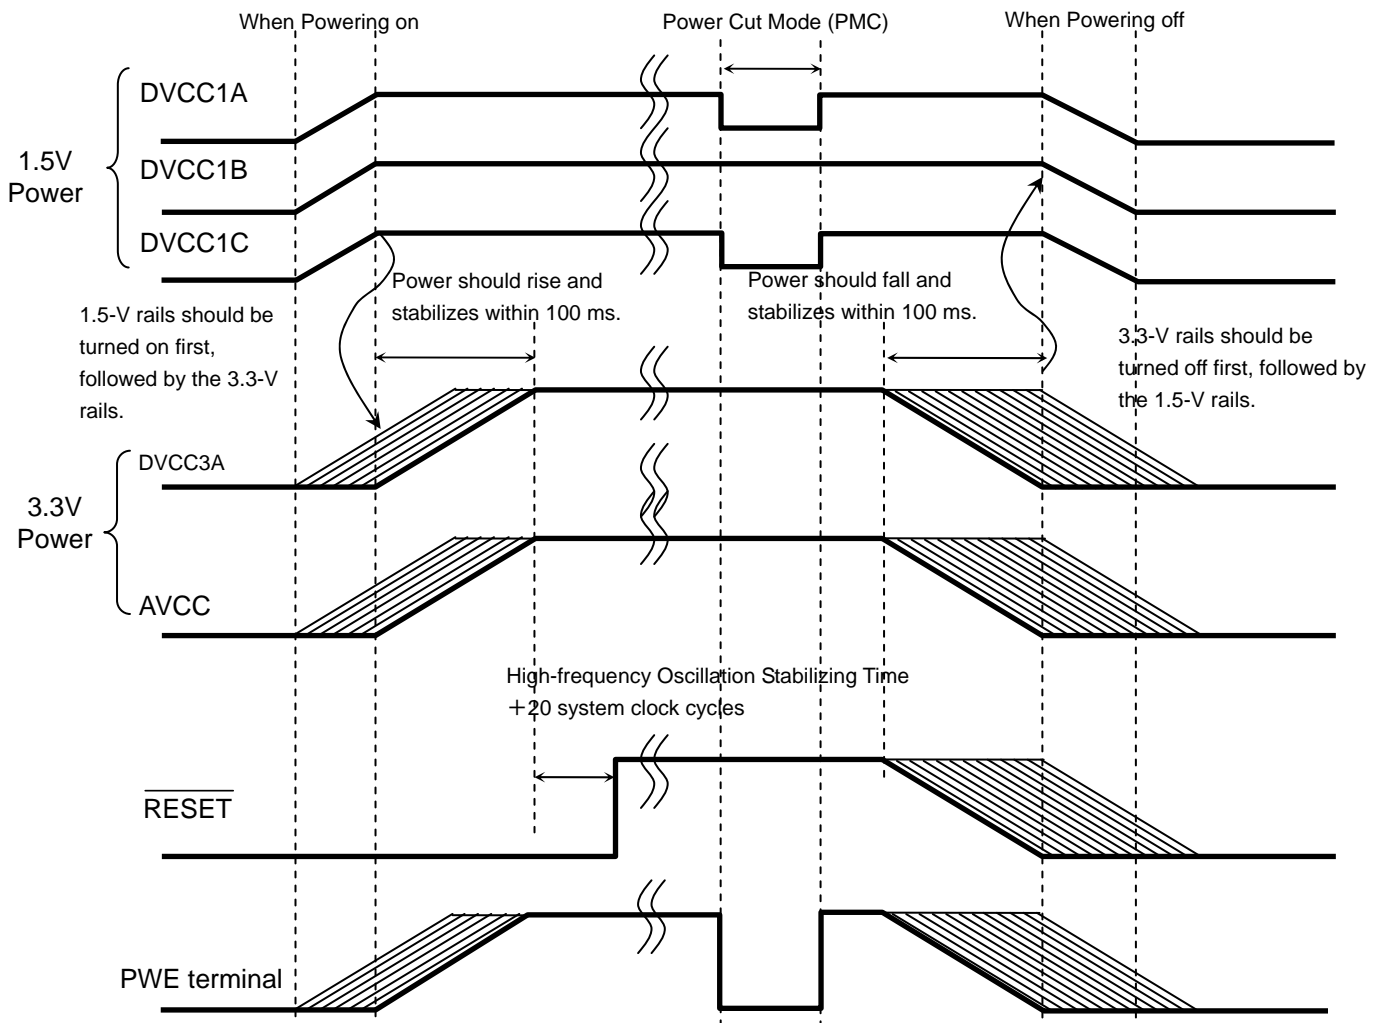 When Powering on
Power Cut Mode (PMC)
When Powering off
DVCC1A
1.5V
Power
DVCC1B
DVCC1C
Power should rise and
stabilizes within 100 ms.
Power should fall and
stabilizes within 100 ms.
1.5-V rails should be
turned on first,
followed by the 3.3-V
rails.
3.3-V rails should be
turned off first, followed by
the 1.5-V rails.
DVCC3A
3.3V
Power
AVCC
High-frequency Oscillation Stabilizing Time
+20 system clock cycles
RESET
PWE terminal